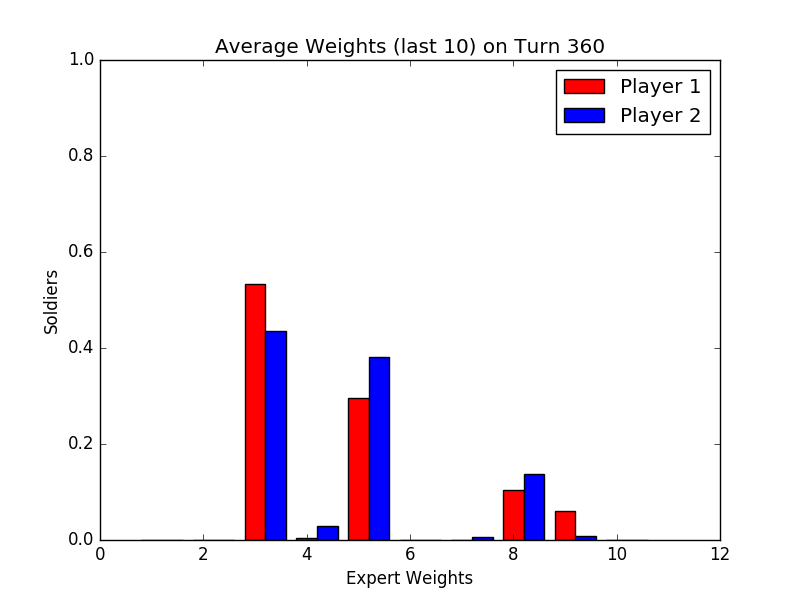 Average Weights (last 10) on Turn 360
1.0
0.8
0.6
0.4
0.2
0.0
Soldiers
Player 1
Player 2
0 2 4 6 8 10 12
Expert Weights